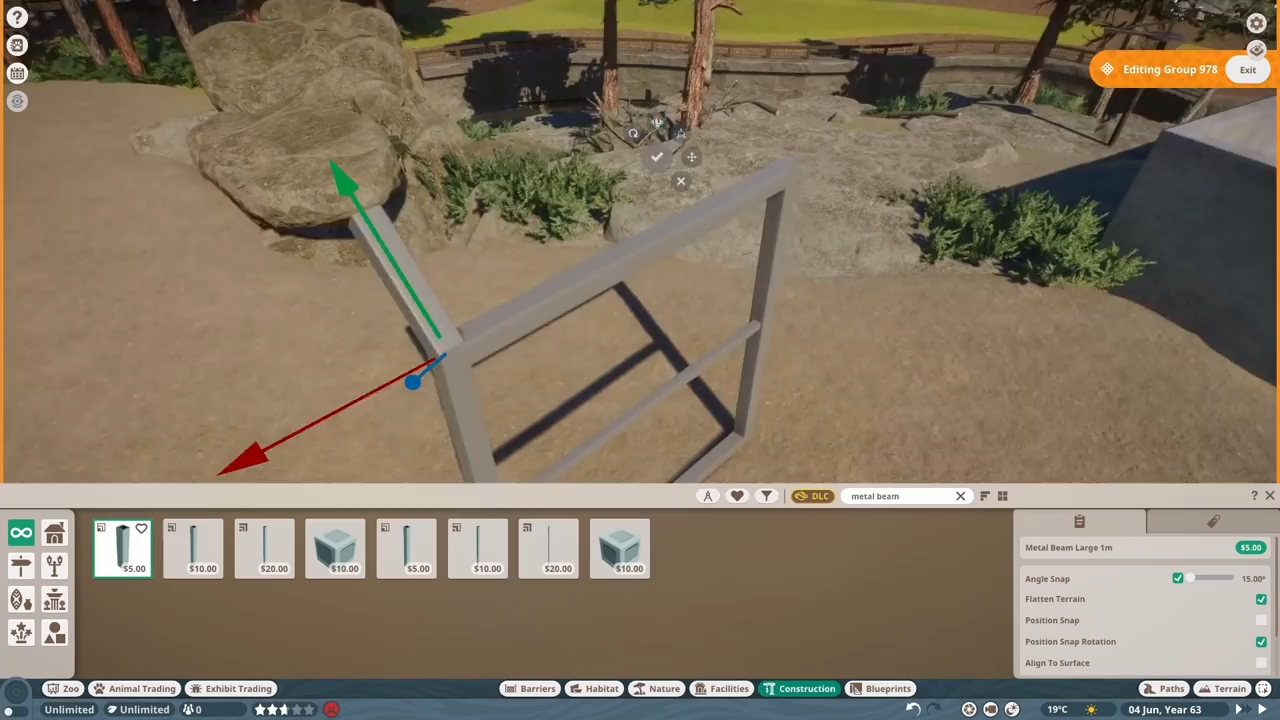 ?
Editing Group 978
Exit
DLC
metal beam
?
$5.00
$10.00
$20.00
$10.00
$5.00
$10.00
$20.00
$10.00
Metal Beam Large 1m
$5.00
Angle Snap
15.00°
Flatten Terrain
Position Snap
Position Snap Rotation
Align To Surface
Zoo
Animal Trading
Exhibit Trading
Barriers
Habitat
Nature
Facilities
Construction
Blueprints
Paths
Terrain
Unlimited
Unlimited
0
19°C
04 Jun, Year 63